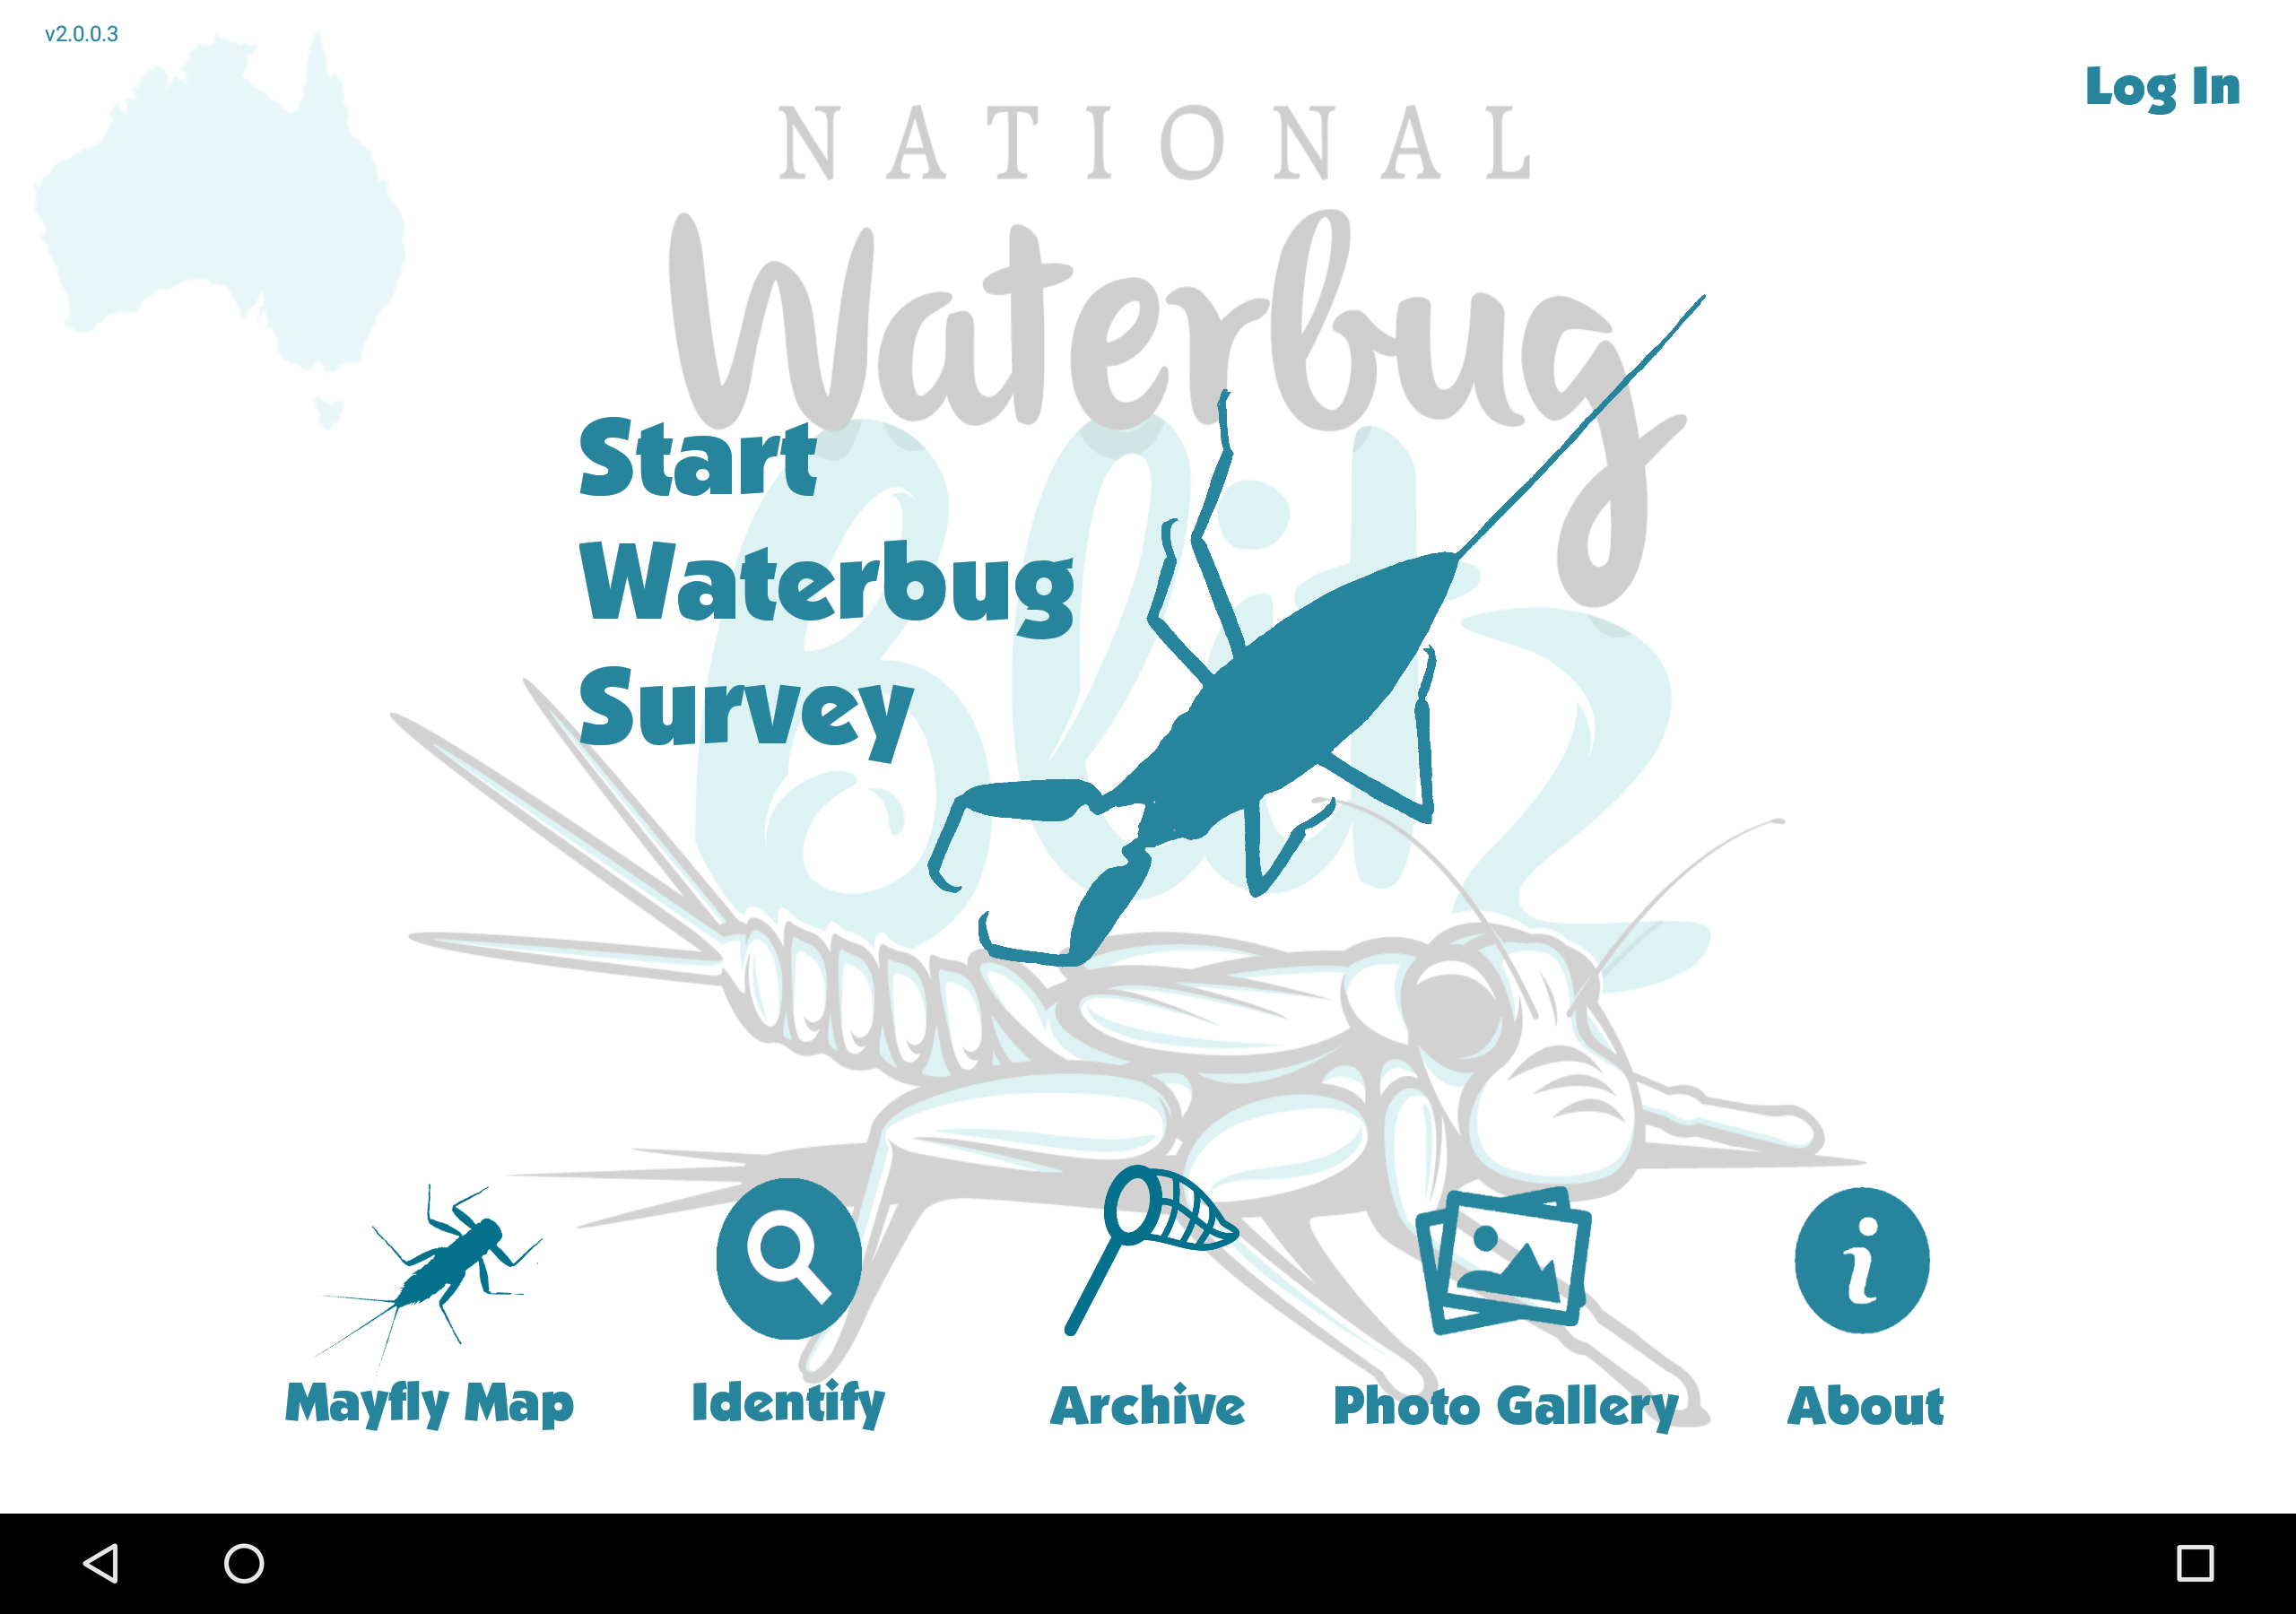 v2.0.0.3
Log In
NATIONAL
Waterbug
Blitz
Start
Waterbug
Survey
Mayfly Map
Identify
Archive
Photo Gallery
About